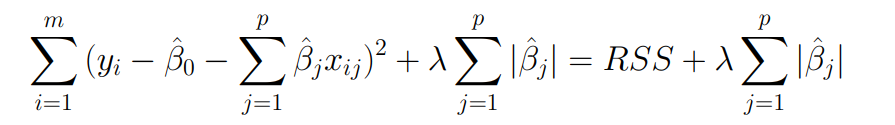 \sum_{i=1}^{m} (y_i - \hat{\beta}_0 - \sum_{j=1}^{p} \hat{\beta}_j x_{ij})^2 + \lambda \sum_{j=1}^{p} |\hat{\beta}_j| = RSS + \lambda \sum_{j=1}^{p} |\hat{\beta}_j|